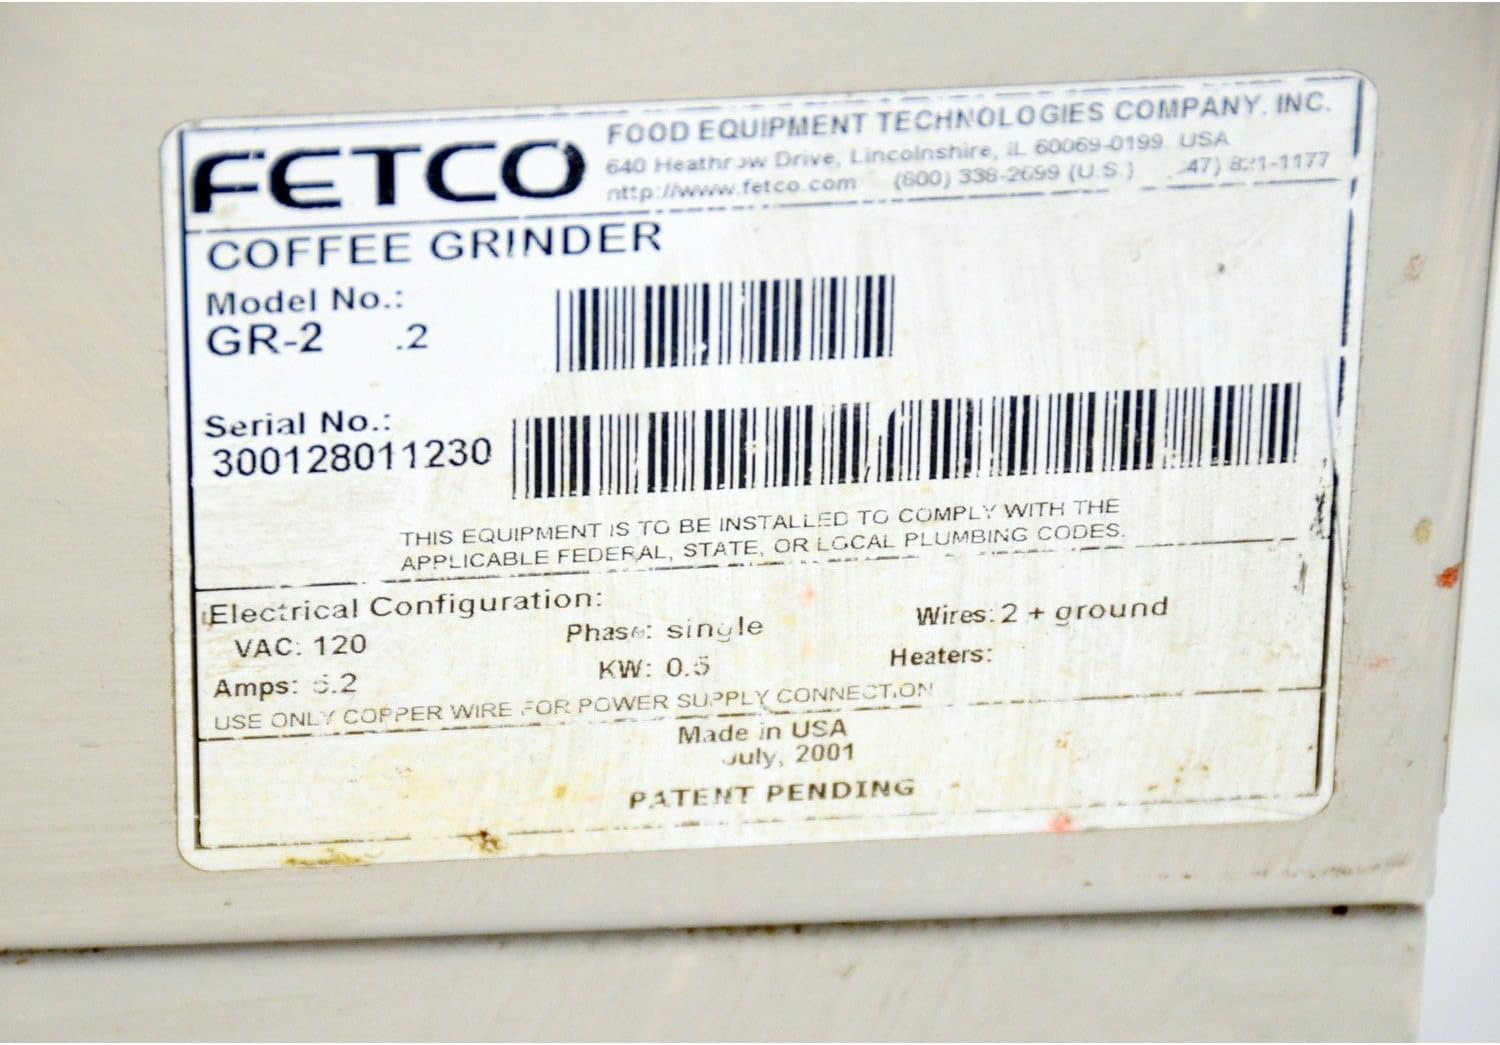 FETCO
FOOD EQUIPMENT TECHNOLOGIES COMPANY, INC.
640 Heathrow Drive, Lincolnshire, IL 60069-0199 USA
http://www.fetco.com (800) 338-2699 (U.S.)
COFFEE GRINDER
Model No.:
GR-2 .2
Serial No.:
300128011230
THIS EQUIPMENT IS TO BE INSTALLED TO COMPLY WITH THE
APPLICABLE FEDERAL, STATE, OR LOCAL PLUMBING CODES.
Electrical Configuration:
VAC: 120 Phase: single Wires: 2 + ground
Amps: KW: 0.5 Heaters:
USE ONLY COPPER WIRE FOR POWER SUPPLY CONNECTION
Made in USA
July, 2001
PATENT PENDING